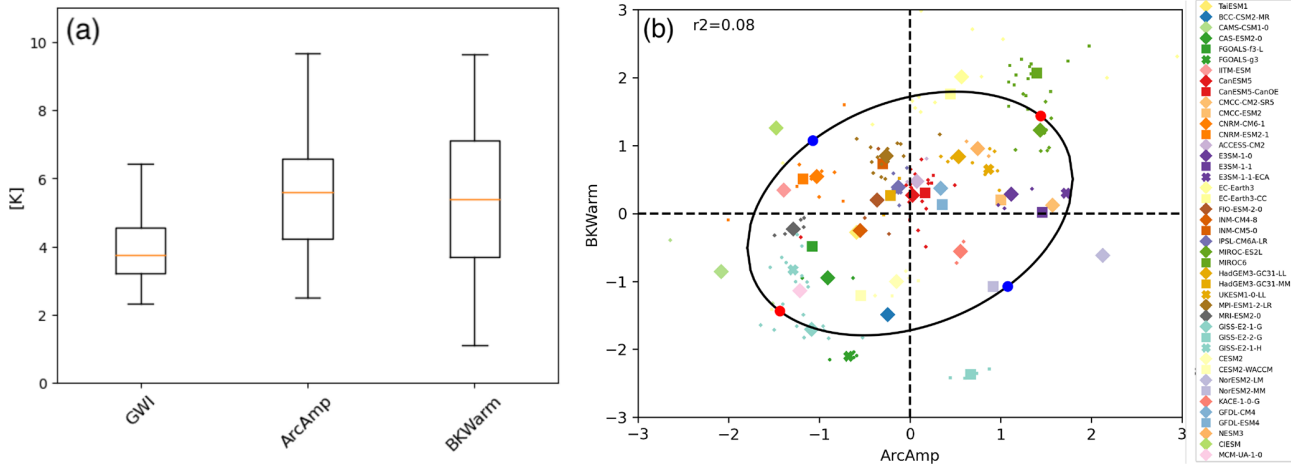 (a)
10
8
6
4
2
0
[K]
GWI
ArcAmp
BKWarm
(b)
r2=0.08
3
2
1
0
−1
−2
−3
BKWarm
−3
−2
−1
0
1
2
3
ArcAmp
TaiESM1
BCC-CSM2-MR
CAMS-CSM1-0
CAS-ESM2-0
FGOALS-f3-L
FGOALS-g3
IITM-ESM
CanESM5
CanESM5-CanOE
CMCC-CM2-SR5
CMCC-ESM2
CNRM-CM6-1
CNRM-ESM2-1
ACCESS-CM2
E3SM-1-0
E3SM-1-1
E3SM-1-1-ECA
EC-Earth3
EC-Earth3-CC
FIO-ESM-2-0
INM-CM4-8
INM-CM5-0
IPSL-CM6A-LR
MIROC-ES2L
MIROC6
HadGEM3-GC31-LL
HadGEM3-GC31-MM
UKESM1-0-LL
MPI-ESM1-2-LR
MRI-ESM2-0
GISS-E2-1-G
GISS-E2-2-G
GISS-E2-1-H
CESM2
CESM2-WACCM
NorESM2-LM
NorESM2-MM
KACE-1-0-G
GFDL-CM4
GFDL-ESM4
NESM3
CIESM
MCM-UA-1-0